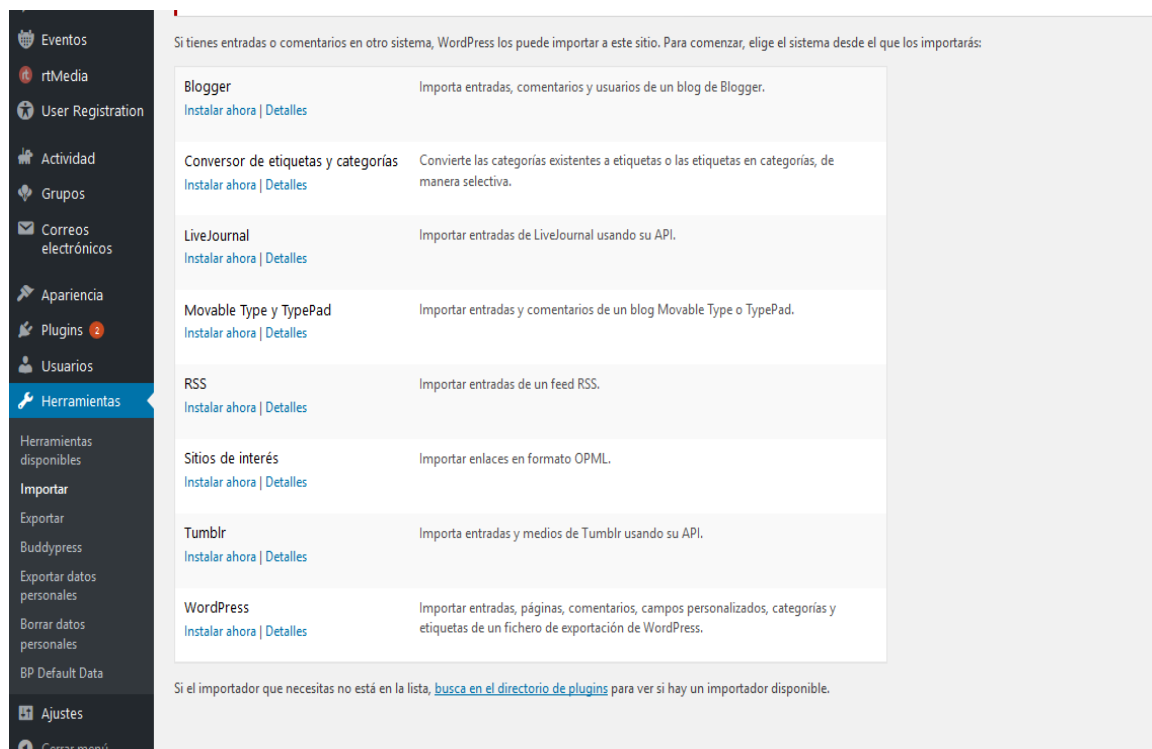 Eventos
rtMedia
User Registration
Actividad
Grupos
Correos
electrónicos
Apariencia
Plugins 2
Usuarios
Herramientas
Herramientas
disponibles
Importar
Exportar
Buddypress
Exportar datos
personales
Borrar datos
personales
BP Default Data
Ajustes
Cerrar menú
Si tienes entradas o comentarios en otro sistema, WordPress los puede importar a este sitio. Para comenzar, elige el sistema desde el que los importarás:
Blogger
Importa entradas, comentarios y usuarios de un blog de Blogger.
Instalar ahora | Detalles
Conversor de etiquetas y categorías
Convierte las categorías existentes a etiquetas o las etiquetas en categorías, de
manera selectiva.
Instalar ahora | Detalles
LiveJournal
Importar entradas de LiveJournal usando su API.
Instalar ahora | Detalles
Movable Type y TypePad
Importar entradas y comentarios de un blog Movable Type o TypePad.
Instalar ahora | Detalles
RSS
Importar entradas de un feed RSS.
Instalar ahora | Detalles
Sitios de interés
Importar enlaces en formato OPML.
Instalar ahora | Detalles
Tumblr
Importa entradas y medios de Tumblr usando su API.
Instalar ahora | Detalles
WordPress
Importar entradas, páginas, comentarios, campos personalizados, categorías y
etiquetas de un fichero de exportación de WordPress.
Instalar ahora | Detalles
Si el importador que necesitas no está en la lista, busca en el directorio de plugins para ver si hay un importador disponible.